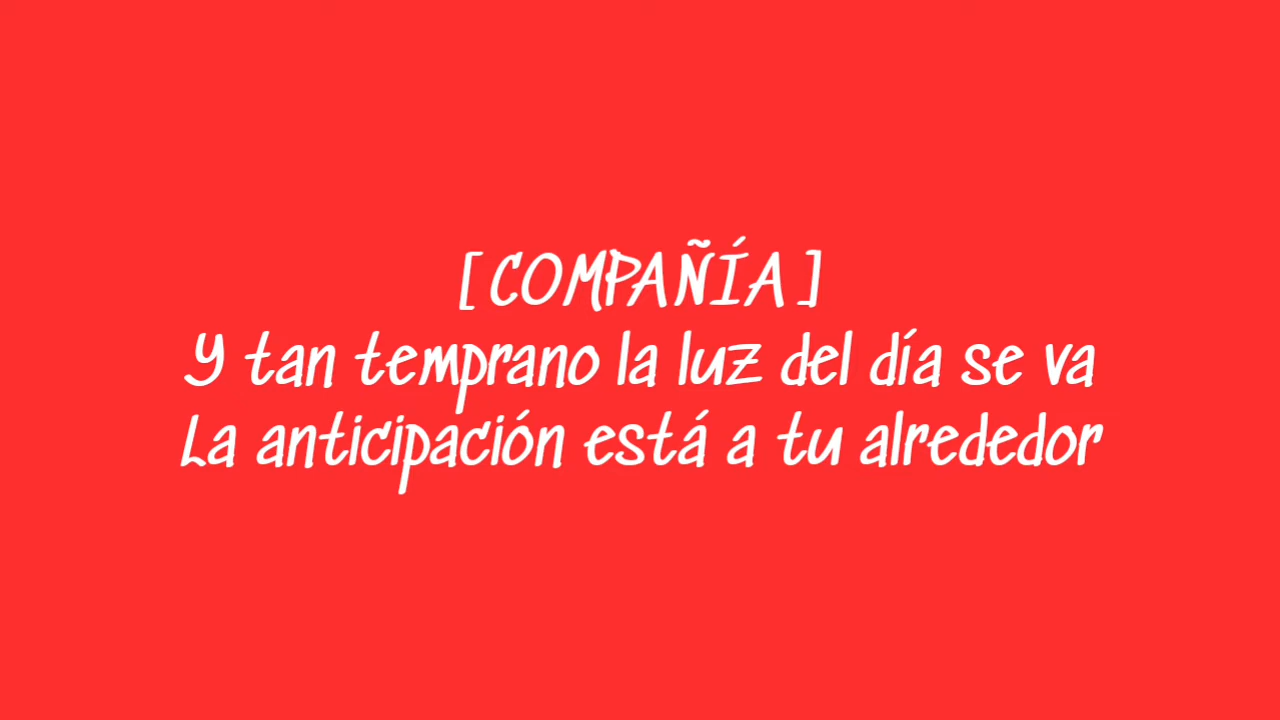 [COMPAÑÍA]
Y tan temprano la luz del día se va
La anticipación está a tu alrededor